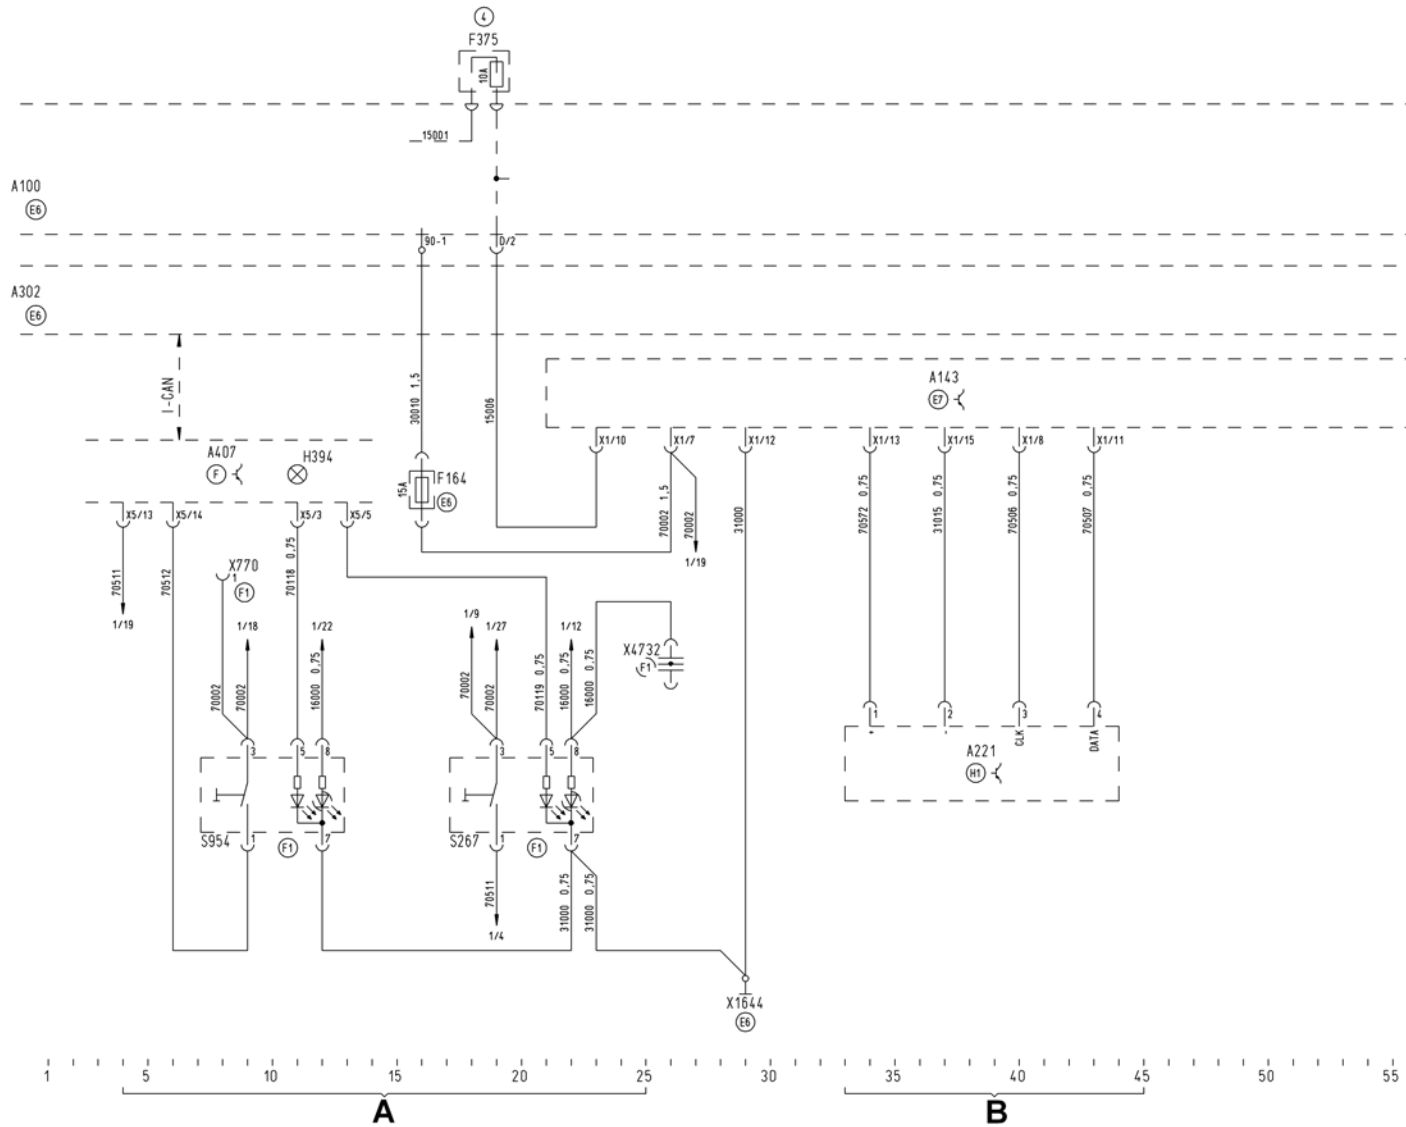 4
F375
10A
15001
A100
E6
90-1
D/2
A302
E6
I-CAN
30010 1,5
15006
A143
E7
X1/10
X1/7
X1/12
X1/13
X1/15
X1/8
X1/11
A407
F
H394
15A
F164
E6
X5/13
X5/14
X5/3
X5/5
70002 1,5
70002
31000
70572 0,75
31015 0,75
70506 0,75
70507 0,75
1/19
70511
70512
X770
1
F1
70118 0,75
1/19
1/18
1/22
1/9
1/27
1/12
X4732
F1
70002
70002
16000 0,75
70002
70002
70119 0,75
16000 0,75
16000 0,75
3
5
8
3
5
8
1
2
3
4
+
-
CLK
DATA
A221
H1
S954
1
F1
7
S267
1
F1
7
70511
31000 0,75
31000 0,75
1/4
X1644
E6
1 5 10 15 20 25 30 35 40 45 50 55
A B